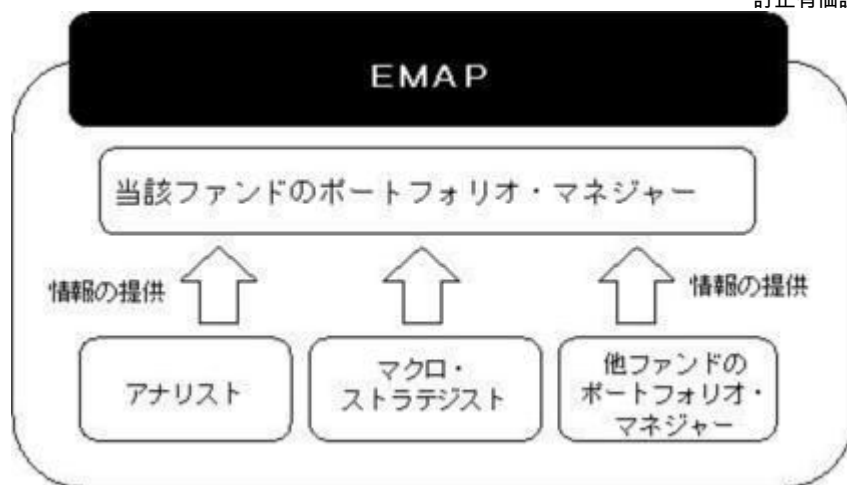 EMAP
当該ファンドのポートフォリオ・マネジャー
情報の提供
情報の提供
アナリスト
マクロ・
ストラテジスト
他ファンドの
ポートフォリオ・
マネジャー